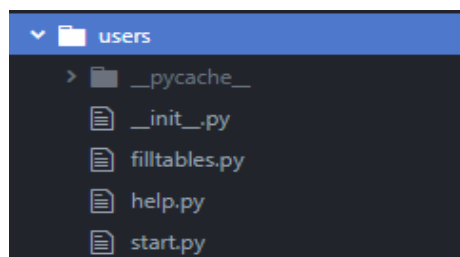 users
__pycache__
__init__.py
filltables.py
help.py
start.py